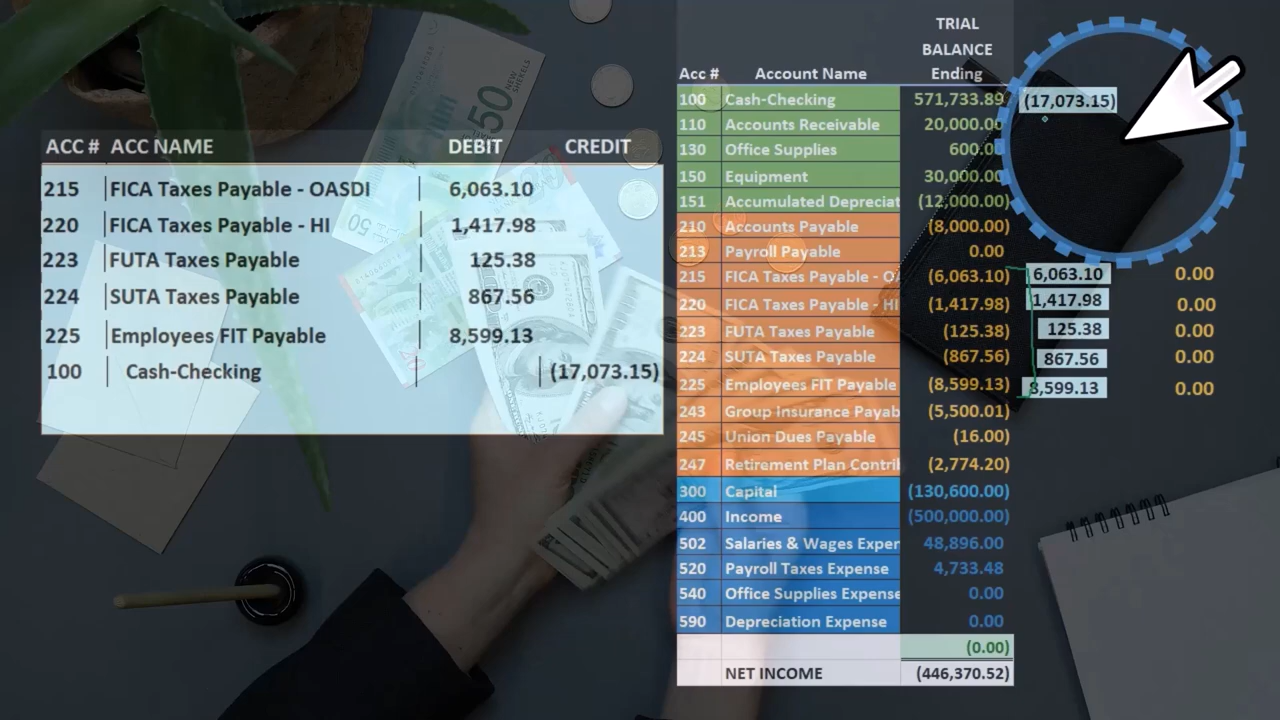 ACC # ACC NAME DEBIT CREDIT
215 FICA Taxes Payable - OASDI 6,063.10
220 FICA Taxes Payable - HI 1,417.98
223 FUTA Taxes Payable 125.38
224 SUTA Taxes Payable 867.56
225 Employees FIT Payable 8,599.13
100 Cash-Checking (17,073.15)
TRIAL
BALANCE
Acc # Account Name Ending
100 Cash-Checking 571,733.89 (17,073.15)
110 Accounts Receivable 20,000.00
130 Office Supplies 600.00
150 Equipment 30,000.00
151 Accumulated Depreciat (12,000.00)
210 Accounts Payable (8,000.00)
213 Payroll Payable 0.00
215 FICA Taxes Payable - OA (6,063.10) 6,063.10 0.00
220 FICA Taxes Payable - HI (1,417.98) 1,417.98 0.00
223 FUTA Taxes Payable (125.38) 125.38 0.00
224 SUTA Taxes Payable (867.56) 867.56 0.00
225 Employees FIT Payable (8,599.13) 8,599.13 0.00
243 Group Insurance Payab (5,500.01)
245 Union Dues Payable (16.00)
247 Retirement Plan Contril (2,774.20)
300 Capital (130,600.00)
400 Income (500,000.00)
502 Salaries & Wages Exper 48,896.00
520 Payroll Taxes Expense 4,733.48
540 Office Supplies Expense 0.00
590 Depreciation Expense 0.00
(0.00)
NET INCOME (446,370.52)
50
NEW
SHEKELS
50